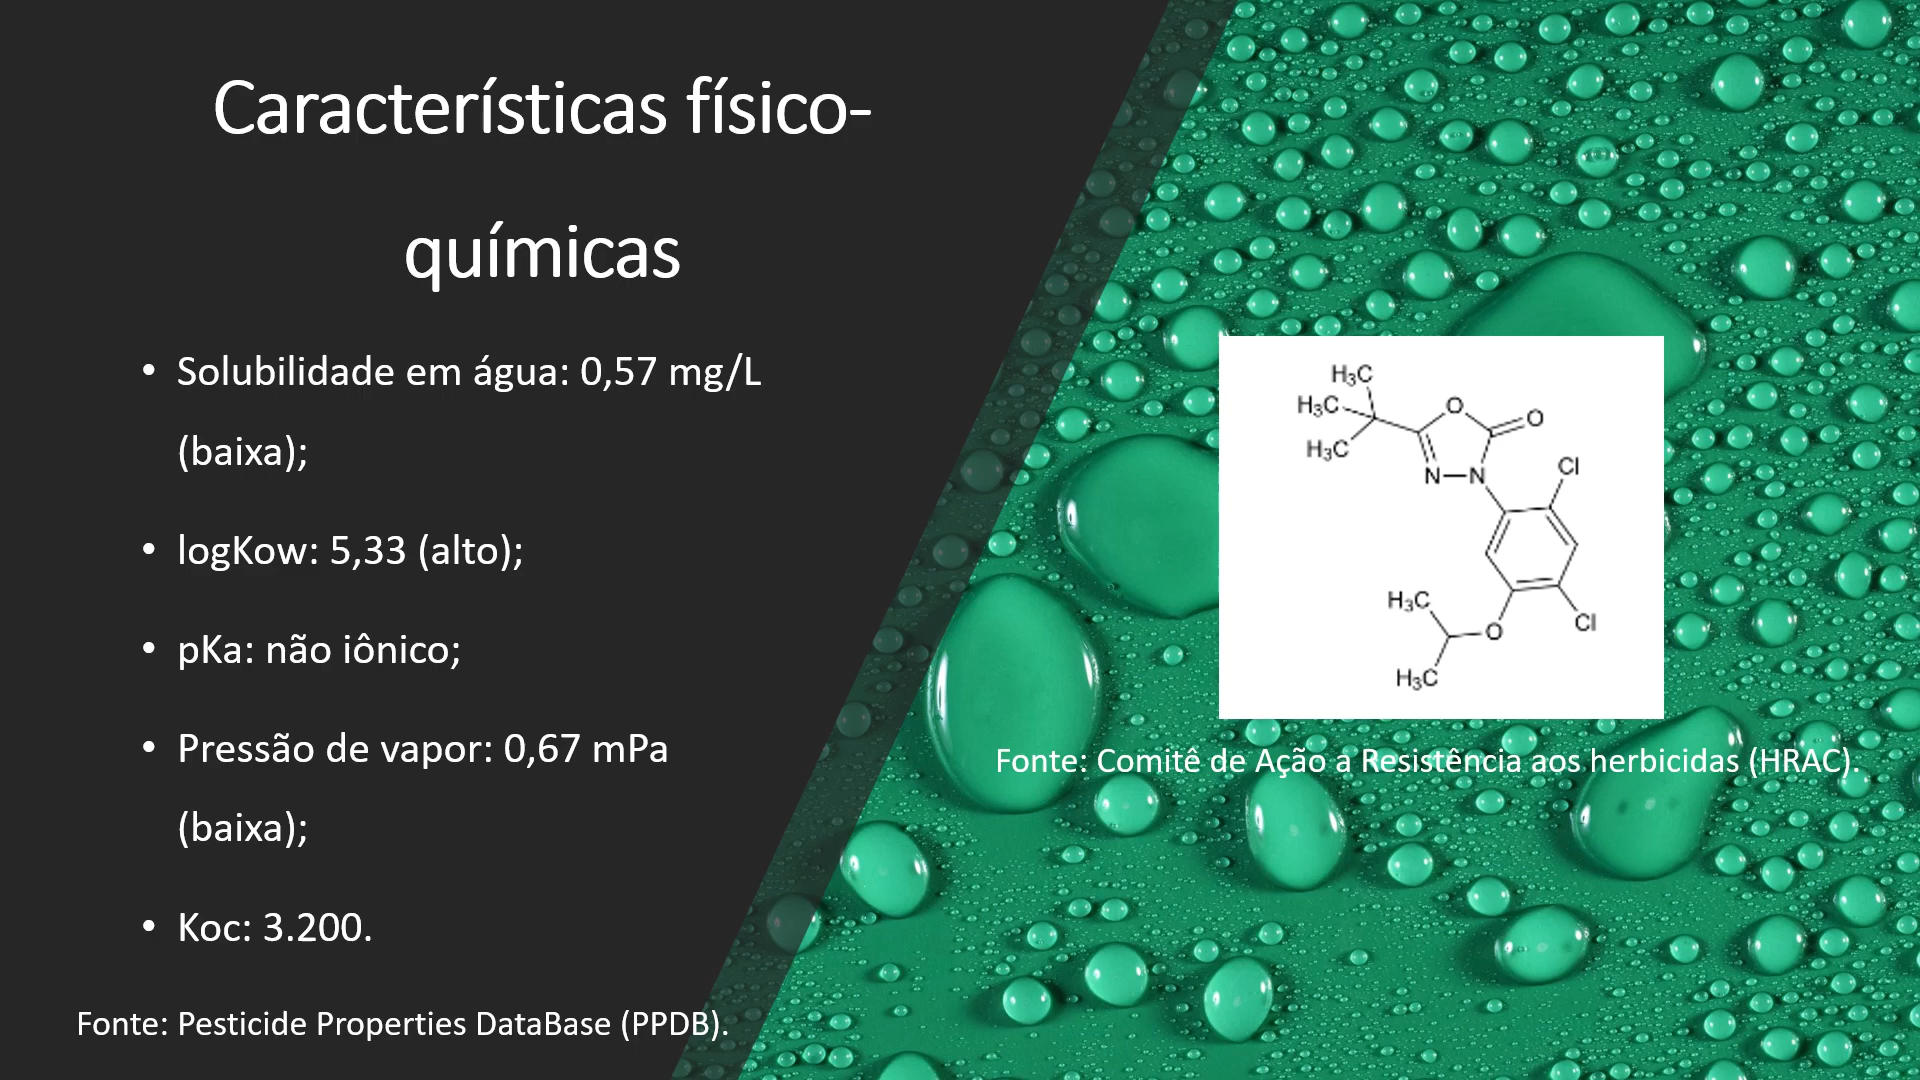 Características físico-
químicas
• Solubilidade em água: 0,57 mg/L
(baixa);
• logKow: 5,33 (alto);
• pKa: não iônico;
• Pressão de vapor: 0,67 mPa
(baixa);
• Koc: 3.200.
Fonte: Pesticide Properties DataBase (PPDB).
H₃C
H₃C
H₃C
O
O
N
N
Cl
Cl
H₃C
O
H₃C
Fonte: Comitê de Ação a Resistência aos herbicidas (HRAC).